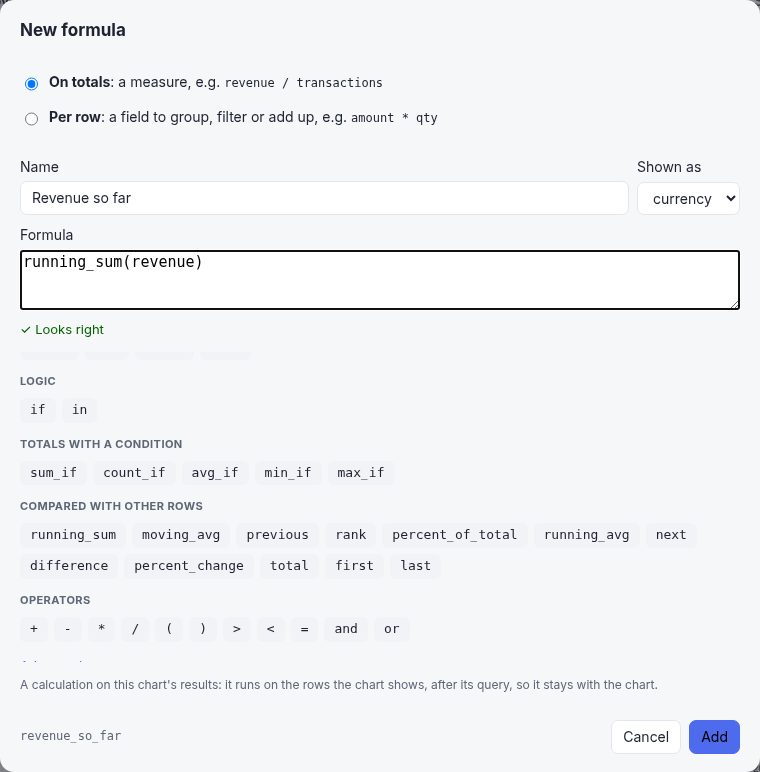 New formula
On totals: a measure, e.g. revenue / transactions
Per row: a field to group, filter or add up, e.g. amount * qty
Name Shown as
Revenue so far currency
Formula
running_sum(revenue)
✓ Looks right
LOGIC
if in
TOTALS WITH A CONDITION
sum_if count_if avg_if min_if max_if
COMPARED WITH OTHER ROWS
running_sum moving_avg previous rank percent_of_total running_avg next
difference percent_change total first last
OPERATORS
+ - * / ( ) > < = and or
A calculation on this chart's results: it runs on the rows the chart shows, after its query, so it stays with the chart.
revenue_so_far Cancel Add